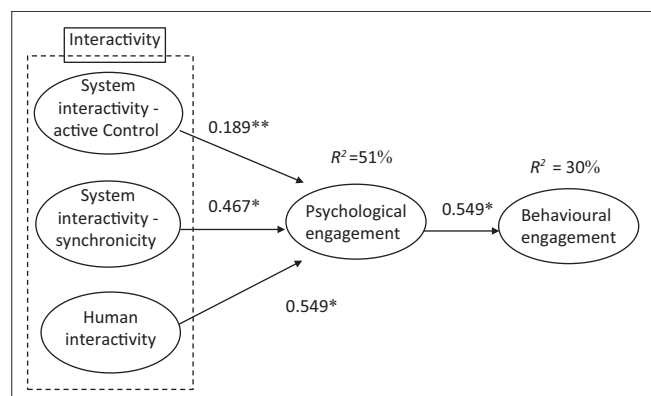 Interactivity
System
interactivity -
active Control
0.189**
R²=51%
R² = 30%
System
interactivity -
synchronicity
0.467*
Psychological
engagement
0.549*
Behavioural
engagement
Human
interactivity
0.549*